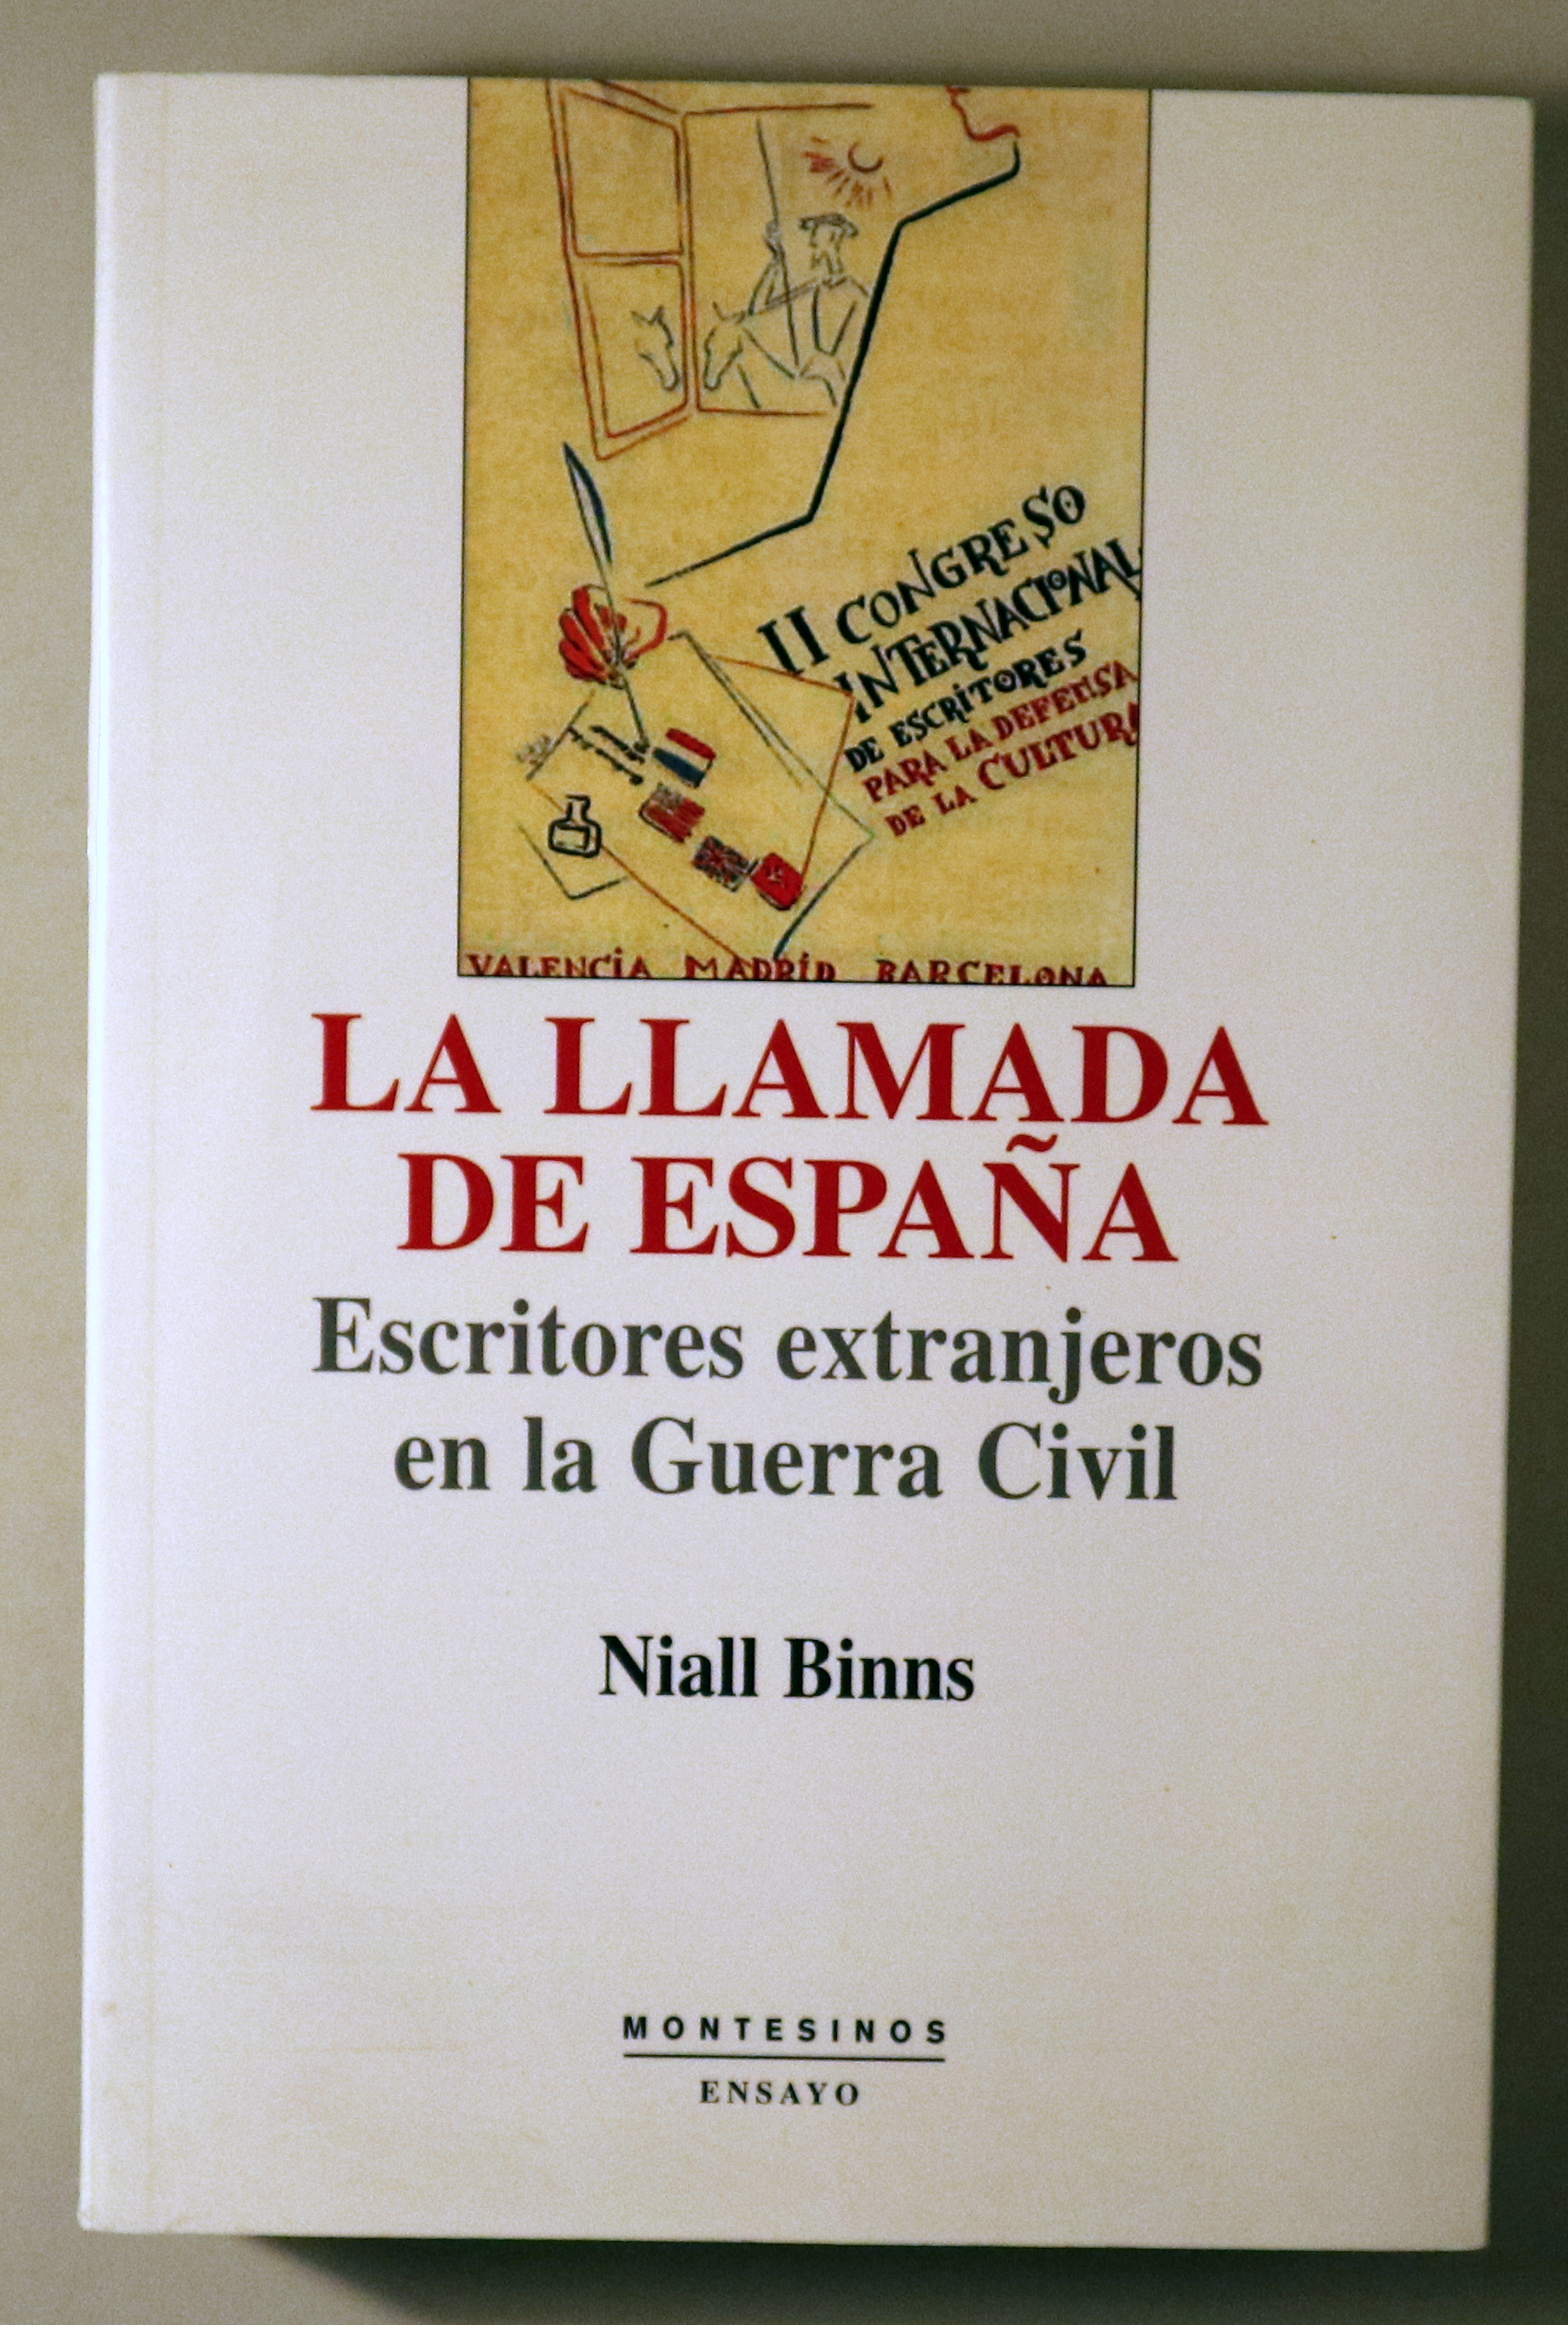 II CONGRESO
INTERNACIONAL
DE ESCRITORES
PARA LA DEFENSA
DE LA CULTURA
VALENCIA MADRID BARCELONA
LA LLAMADA
DE ESPAÑA
Escritores extranjeros
en la Guerra Civil
Niall Binns
MONTESINOS
ENSAYO